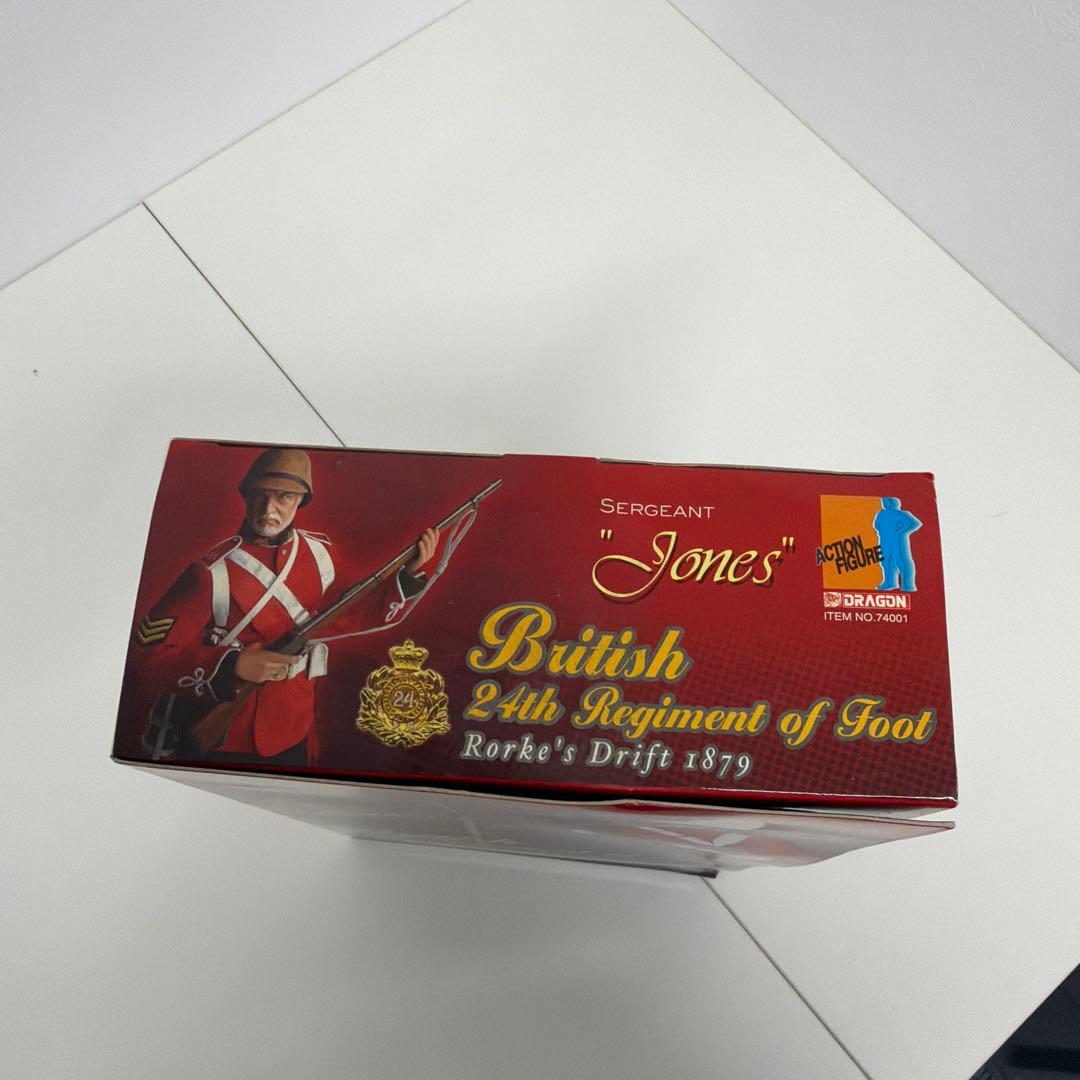 SERGEANT
"Jones"
ACTION
FIGURE
DRAGON
ITEM NO.74001
British
24
24th Regiment of Foot
Rorke's Drift 1879